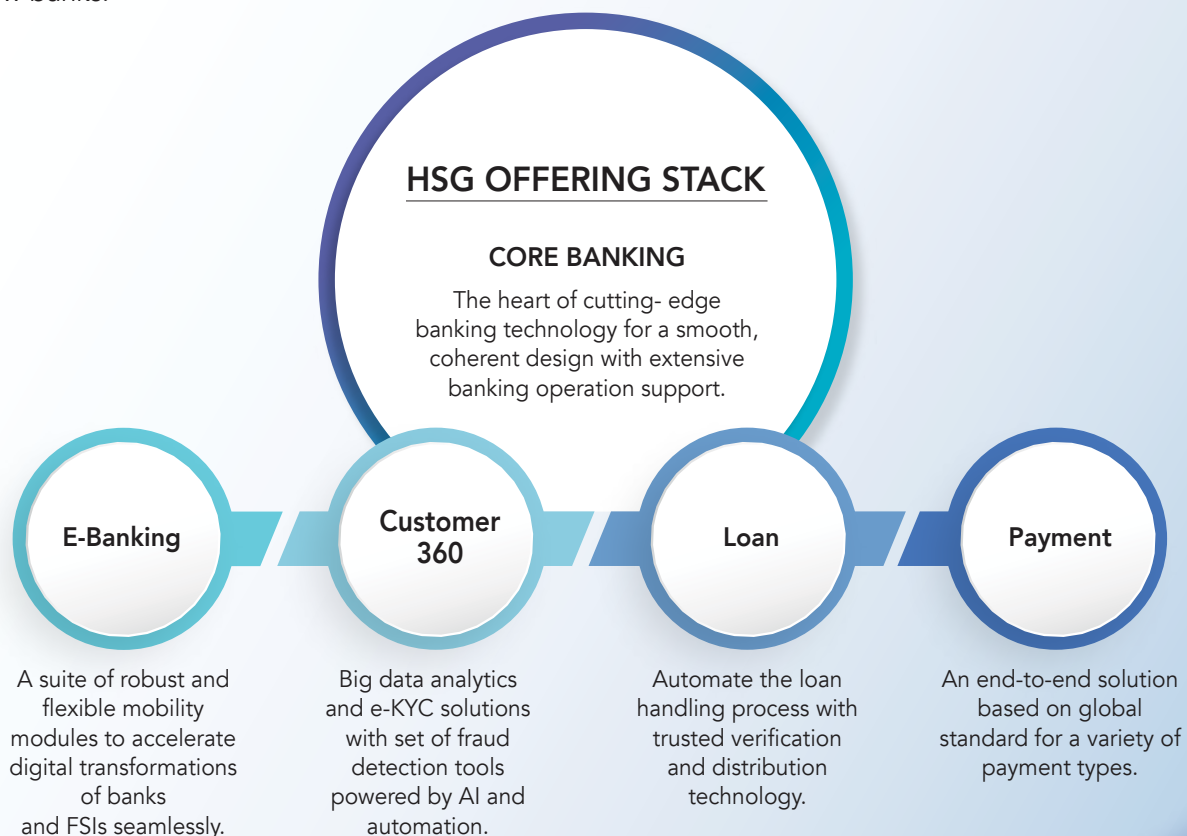 HSG OFFERING STACK
CORE BANKING
The heart of cutting- edge
banking technology for a smooth,
coherent design with extensive
banking operation support.
E-Banking
A suite of robust and
flexible mobility
modules to accelerate
digital transformations
of banks
and FSIs seamlessly.
Customer
360
Big data analytics
and e-KYC solutions
with set of fraud
detection tools
powered by AI and
automation.
Loan
Automate the loan
handling process with
trusted verification
and distribution
technology.
Payment
An end-to-end solution
based on global
standard for a variety of
payment types.